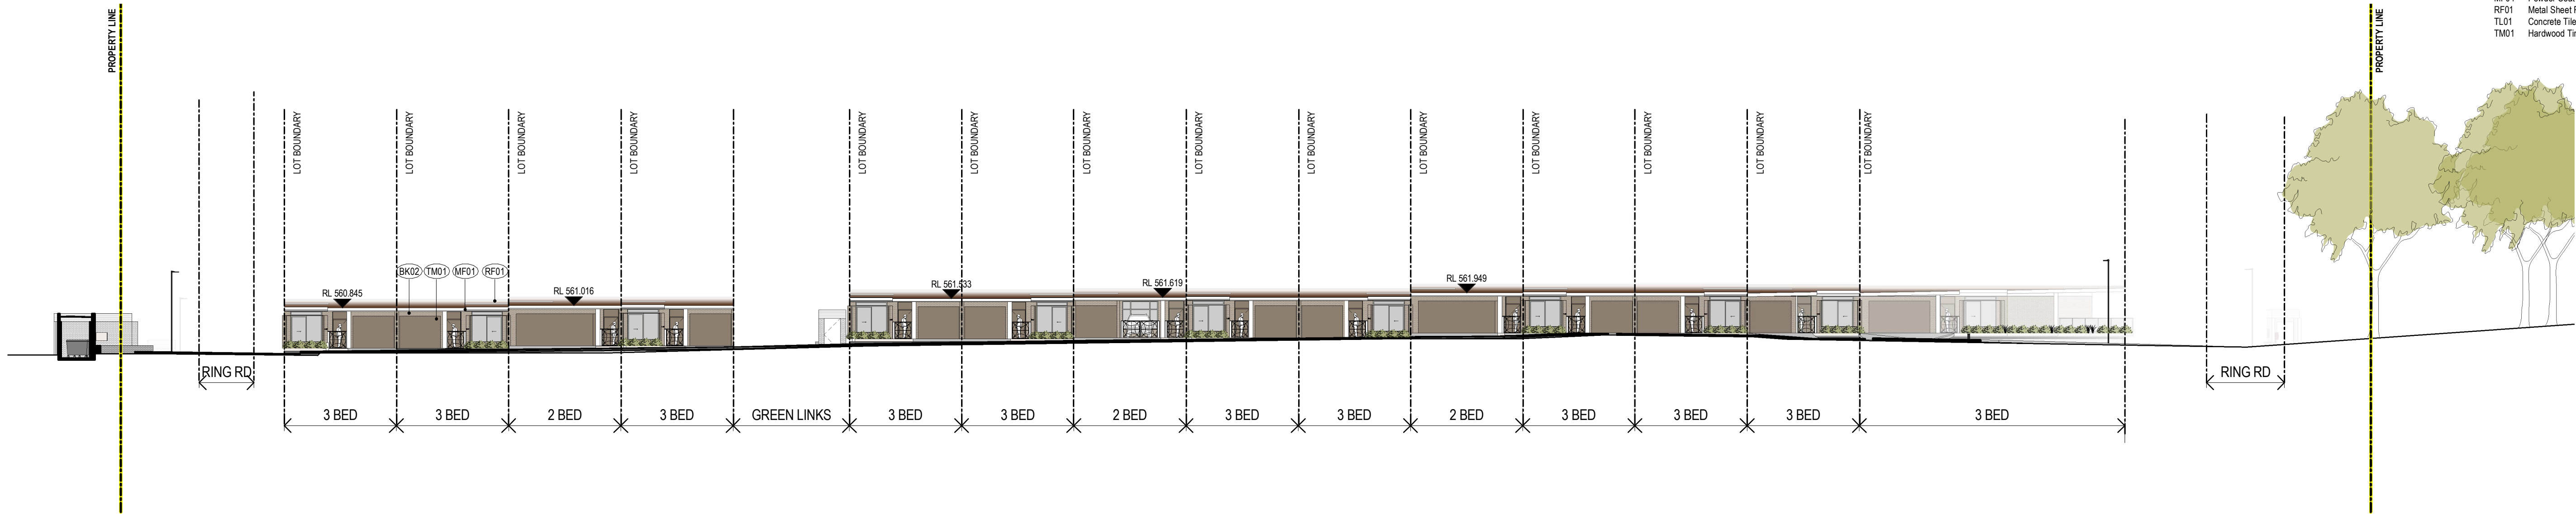 PROPERTY LINE
PROPERTY LINE
RF01 Metal Sheet
TL01 Concrete Tile
TM01 Hardwood
LOT BOUNDARY
LOT BOUNDARY
LOT BOUNDARY
LOT BOUNDARY
LOT BOUNDARY
LOT BOUNDARY
LOT BOUNDARY
LOT BOUNDARY
LOT BOUNDARY
LOT BOUNDARY
LOT BOUNDARY
LOT BOUNDARY
LOT BOUNDARY
LOT BOUNDARY
BK02 TM01 MF01 RF01
RL 560.845
RL 561.016
RL 561.533
RL 561.619
RL 561.949
RING RD
RING RD
3 BED
3 BED
2 BED
3 BED
GREEN LINKS
3 BED
3 BED
2 BED
3 BED
3 BED
2 BED
3 BED
3 BED
3 BED
3 BED